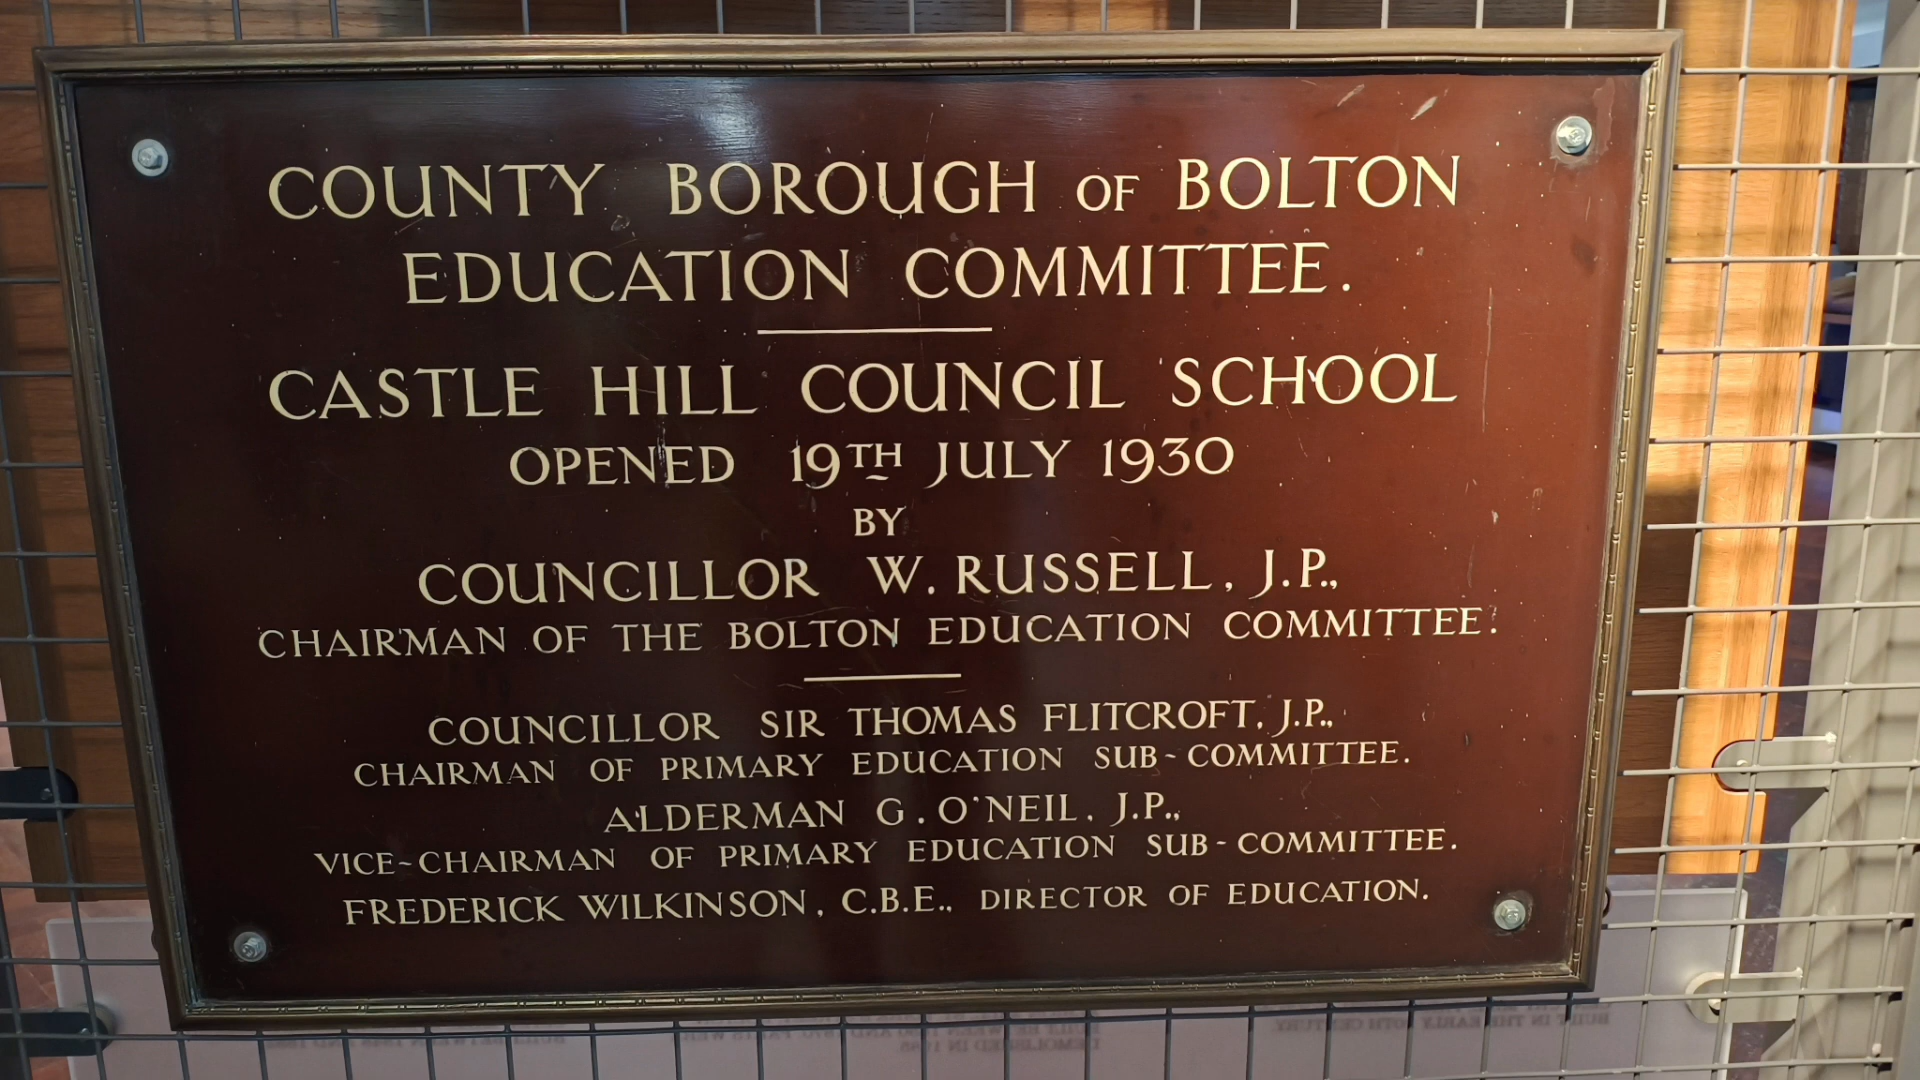 COUNTY BOROUGH OF BOLTON
EDUCATION COMMITTEE.
CASTLE HILL COUNCIL SCHOOL
OPENED 19TH JULY 1930
BY
COUNCILLOR W. RUSSELL, J.P.,
CHAIRMAN OF THE BOLTON EDUCATION COMMITTEE.
COUNCILLOR SIR THOMAS FLITCROFT, J.P.,
CHAIRMAN OF PRIMARY EDUCATION SUB-COMMITTEE.
ALDERMAN G. O'NEIL, J.P.,
VICE-CHAIRMAN OF PRIMARY EDUCATION SUB-COMMITTEE.
FREDERICK WILKINSON, C.B.E., DIRECTOR OF EDUCATION.